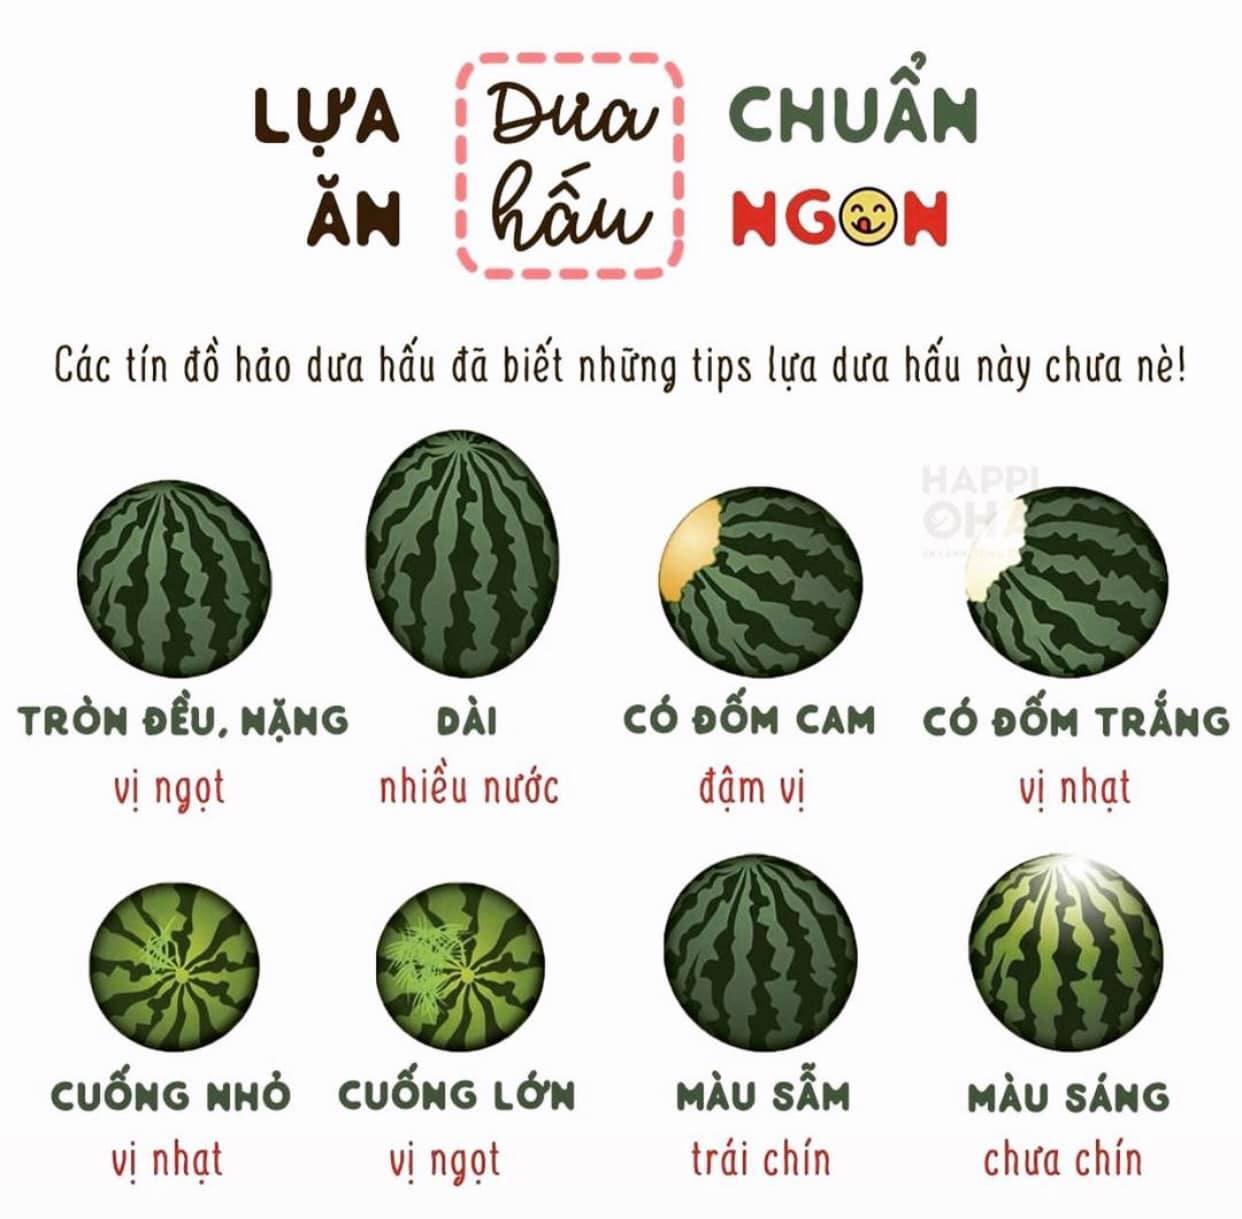 LỰA Dưa CHUẨN
ĂN hấu NGON
Các tín đồ hảo dưa hấu đã biết những tips lựa dưa hấu này chưa nè!
HAPPI
OHA
TRÒN ĐỀU, NẶNG DÀI CÓ ĐỐM CAM CÓ ĐỐM TRẮNG
vị ngọt nhiều nước đậm vị vị nhạt
CUỐNG NHỎ CUỐNG LỚN MÀU SẪM MÀU SÁNG
vị nhạt vị ngọt trái chín chưa chín